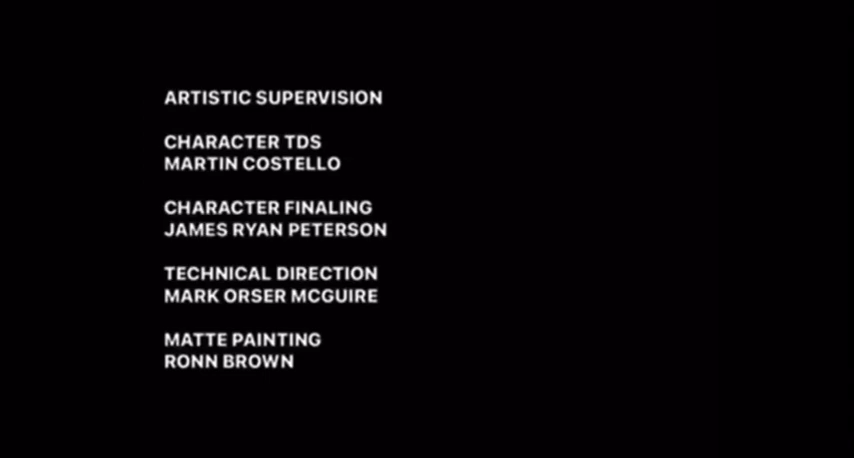 ARTISTIC SUPERVISION
CHARACTER TDS
MARTIN COSTELLO
CHARACTER FINALING
JAMES RYAN PETERSON
TECHNICAL DIRECTION
MARK ORSER MCGUIRE
MATTE PAINTING
RONN BROWN